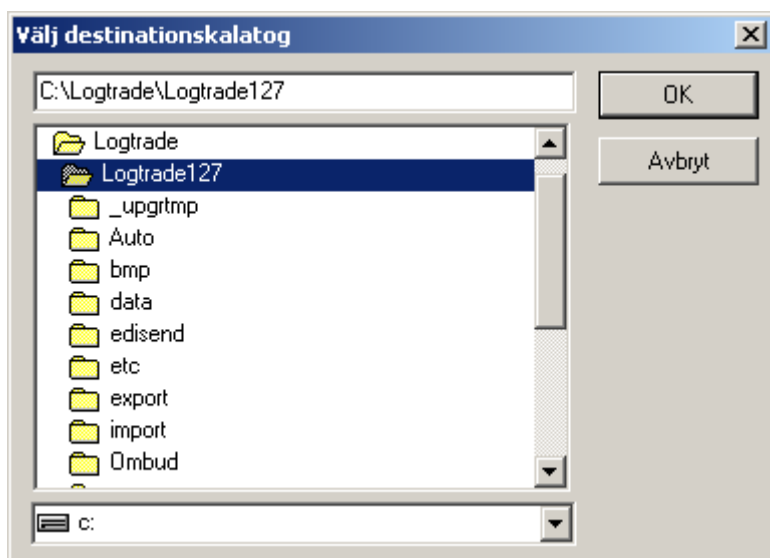 Välj destinationskalatog
C:\Logtrade\Logtrade127
OK
Logtrade
Avbryt
Logtrade127
_upgrtmp
Auto
bmp
data
edisend
etc
export
import
Ombud
c: